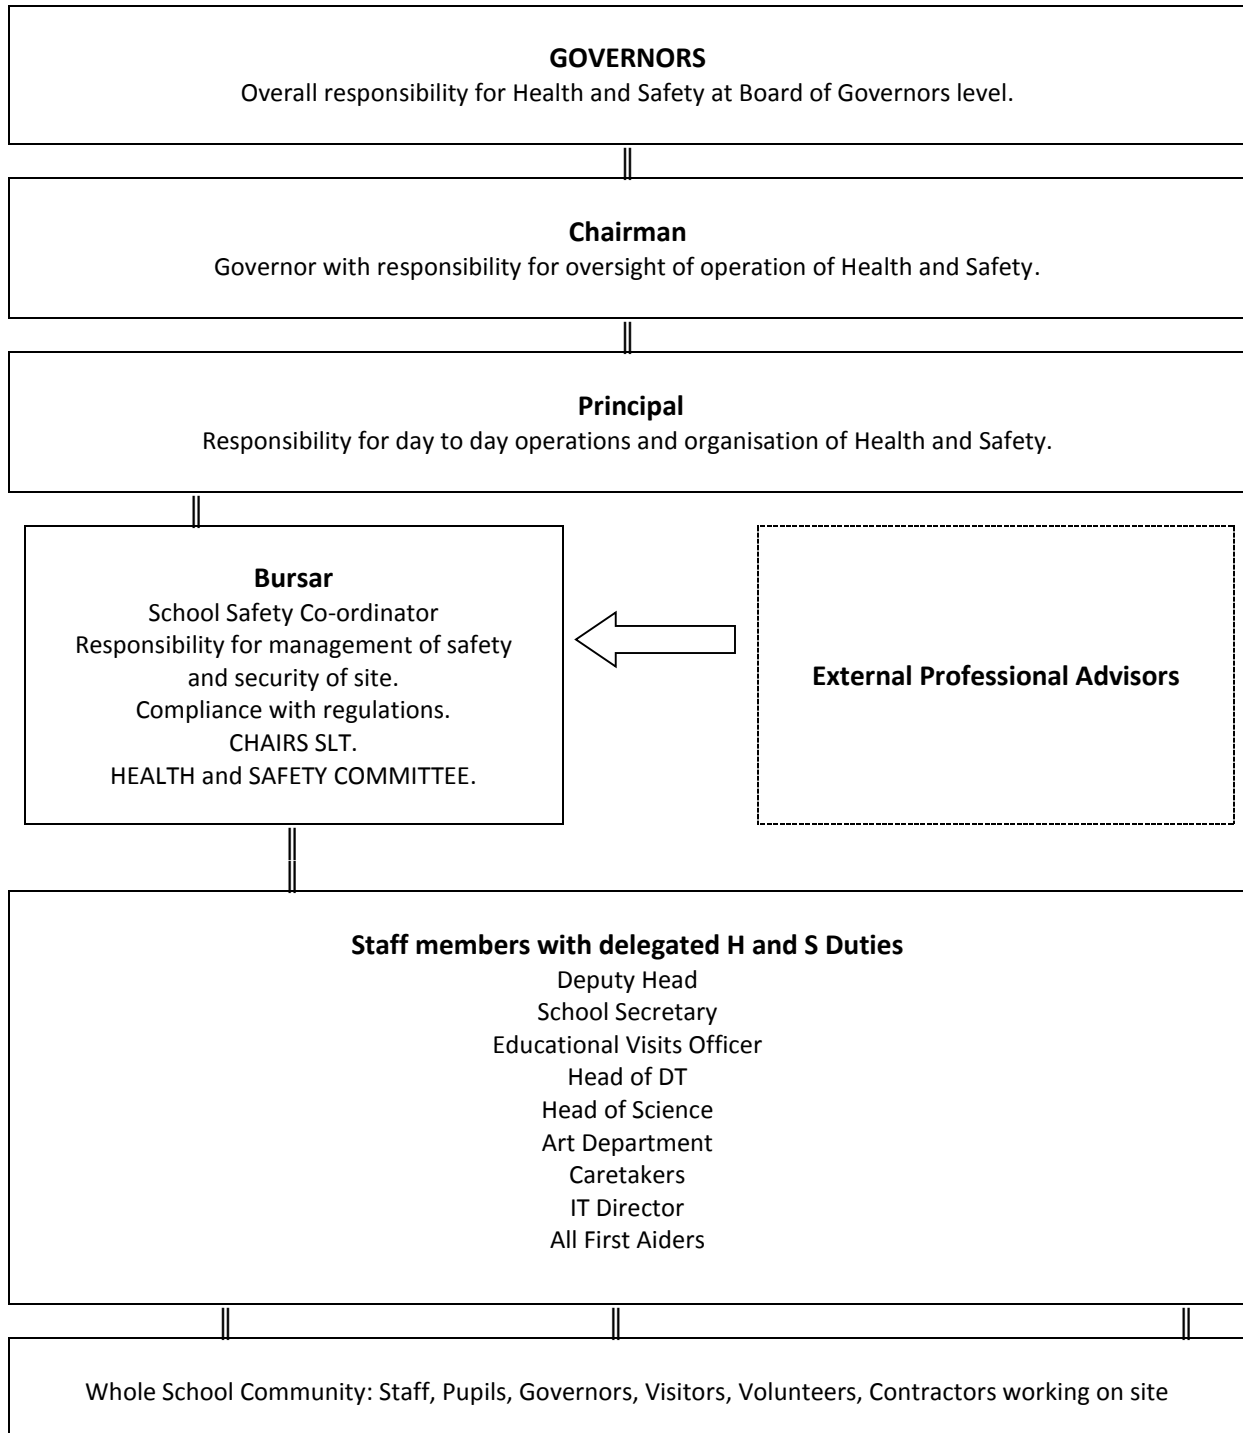 GOVERNORS
Overall responsibility for Health and Safety at Board of Governors level.
Chairman
Governor with responsibility for oversight of operation of Health and Safety.
Principal
Responsibility for day to day operations and organisation of Health and Safety.
Bursar
School Safety Co-ordinator
Responsibility for management of safety
and security of site.
Compliance with regulations.
CHAIRS SLT.
HEALTH and SAFETY COMMITTEE.
External Professional Advisors
Staff members with delegated H and S Duties
Deputy Head
School Secretary
Educational Visits Officer
Head of DT
Head of Science
Art Department
Caretakers
IT Director
All First Aiders
Whole School Community: Staff, Pupils, Governors, Visitors, Volunteers, Contractors working on site